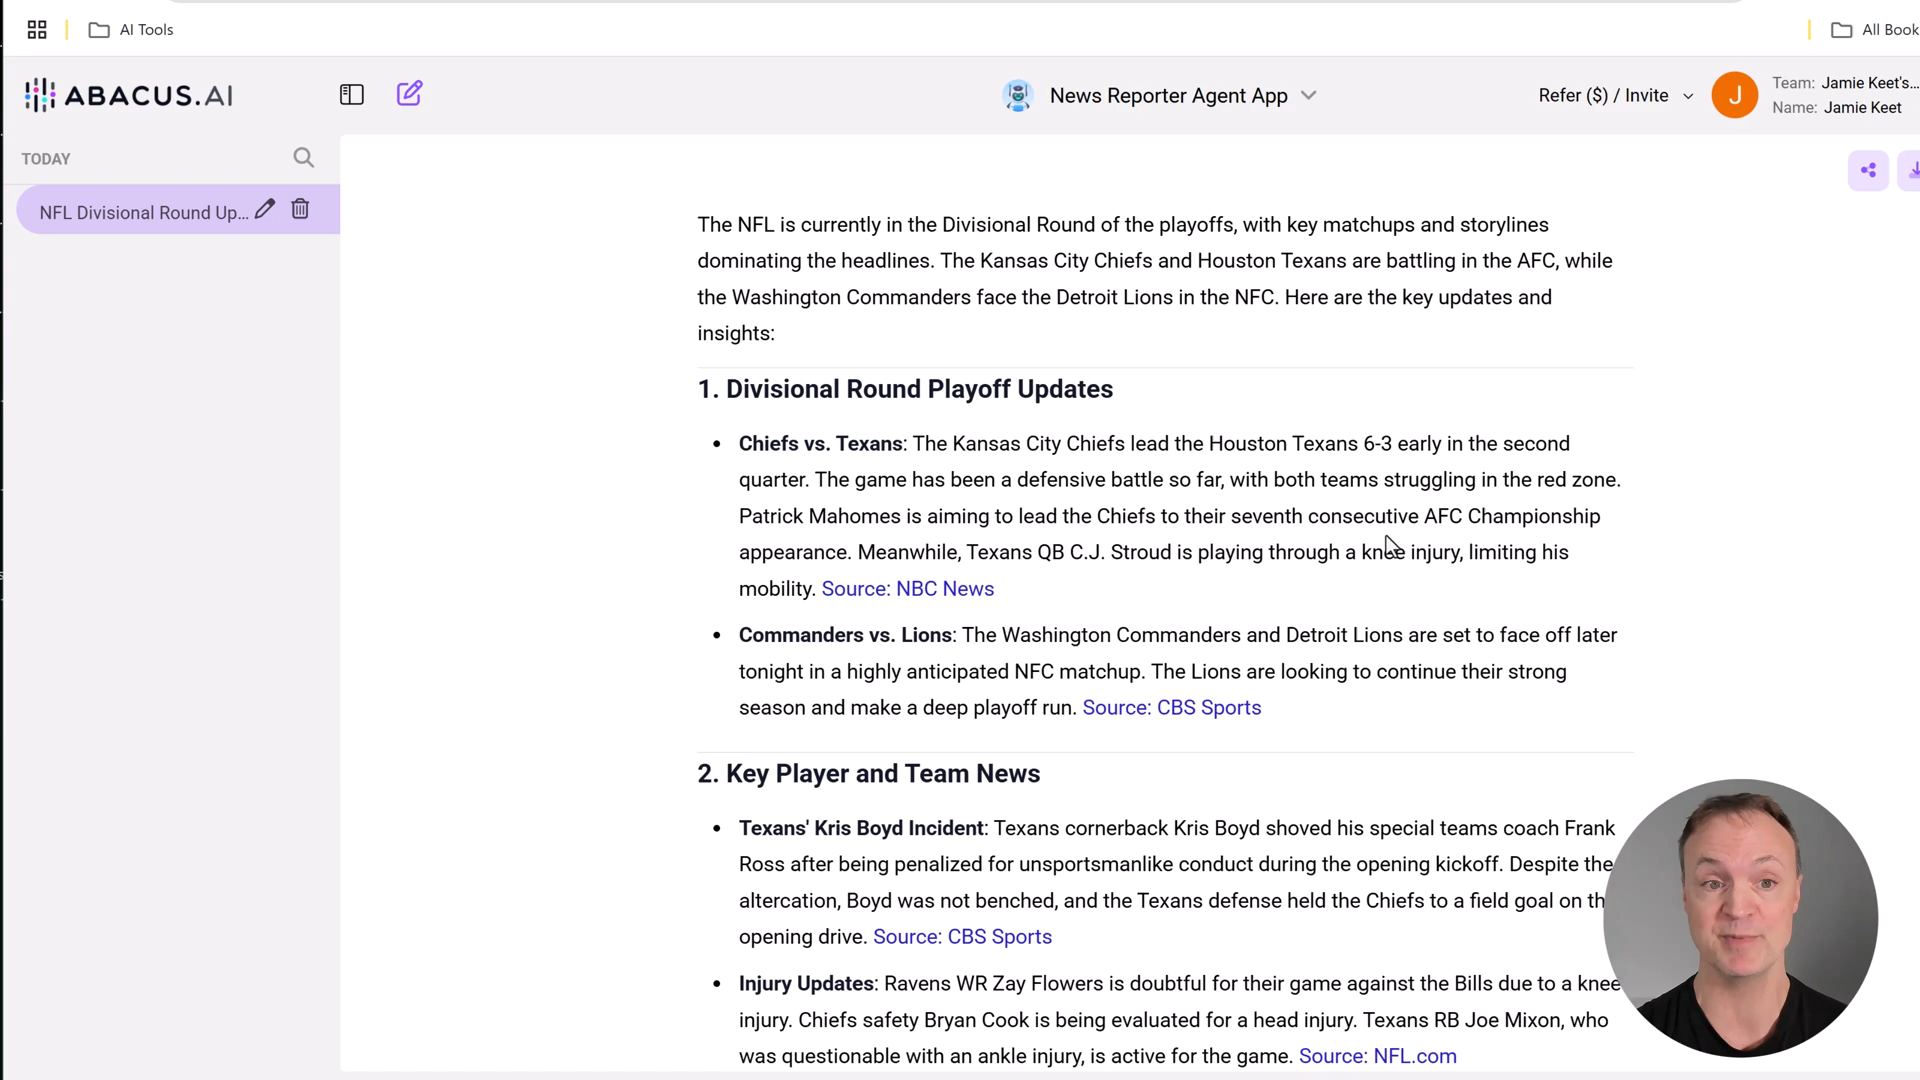 AI Tools
All Book
ABACUS.AI
News Reporter Agent App
Refer ($) / Invite
J
Team: Jamie Keet's...
Name: Jamie Keet
TODAY
NFL Divisional Round Up...
The NFL is currently in the Divisional Round of the playoffs, with key matchups and storylines
dominating the headlines. The Kansas City Chiefs and Houston Texans are battling in the AFC, while
the Washington Commanders face the Detroit Lions in the NFC. Here are the key updates and
insights:
1. Divisional Round Playoff Updates
• Chiefs vs. Texans: The Kansas City Chiefs lead the Houston Texans 6-3 early in the second
quarter. The game has been a defensive battle so far, with both teams struggling in the red zone.
Patrick Mahomes is aiming to lead the Chiefs to their seventh consecutive AFC Championship
appearance. Meanwhile, Texans QB C.J. Stroud is playing through a knee injury, limiting his
mobility. Source: NBC News
• Commanders vs. Lions: The Washington Commanders and Detroit Lions are set to face off later
tonight in a highly anticipated NFC matchup. The Lions are looking to continue their strong
season and make a deep playoff run. Source: CBS Sports
2. Key Player and Team News
• Texans' Kris Boyd Incident: Texans cornerback Kris Boyd shoved his special teams coach Frank
Ross after being penalized for unsportsmanlike conduct during the opening kickoff. Despite the
altercation, Boyd was not benched, and the Texans defense held the Chiefs to a field goal on th
opening drive. Source: CBS Sports
• Injury Updates: Ravens WR Zay Flowers is doubtful for their game against the Bills due to a knee
injury. Chiefs safety Bryan Cook is being evaluated for a head injury. Texans RB Joe Mixon, who
was questionable with an ankle injury, is active for the game. Source: NFL.com